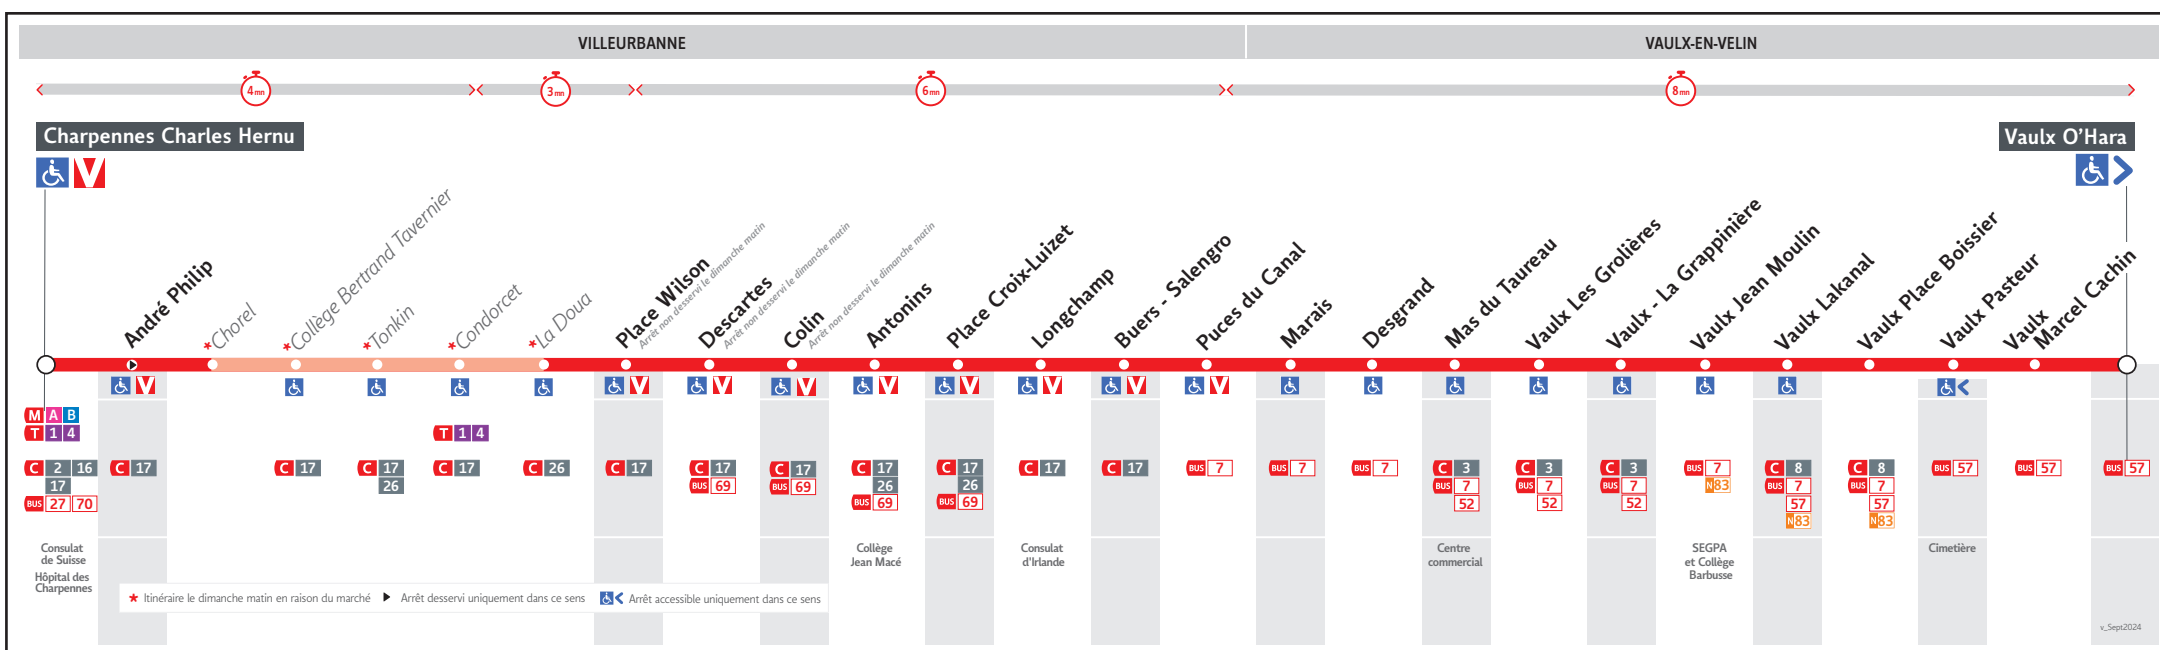 VILLEURBANNE
VAULX-EN-VELIN
4mn
3mn
6mn
8mn
Charpennes Charles Hernu
Vaulx O'Hara
V
André Philip
*Chorel
*Collège Bertrand Tavernier
*Tonkin
*Condorcet
*La Doua
Place Wilson
Arrêt non desservi le dimanche matin
Descartes
Arrêt non desservi le dimanche matin
Colin
Arrêt non desservi le dimanche matin
Antonins
Place Croix-Luizet
Longchamp
Buers - Salengro
Puces du Canal
Marais
Desgrand
Mas du Taureau
Vaulx Les Grolières
Vaulx - La Grappinière
Vaulx Jean Moulin
Vaulx Lakanal
Vaulx Place Boissier
Vaulx Pasteur
Vaulx
Marcel Cachin
V V V V V V V V V
M A B
T 1 4
T 1 4
C 2 16
17
BUS 27 70
C 17
C 17
C 17
26
C 17
C 26
C 17
C 17
BUS 69
C 17
BUS 69
C 17
26
BUS 69
C 17
26
BUS 69
C 17
C 17
BUS 7
BUS 7
BUS 7
C 3
BUS 7
52
C 3
BUS 7
52
C 3
BUS 7
52
BUS 7
N83
C 8
BUS 7
57
N83
C 8
BUS 7
57
N83
BUS 57
BUS 57
BUS 57
Consulat
de Suisse
Hôpital des
Charpennes
Collège
Jean Macé
Consulat
d'Irlande
Centre
commercial
SEGPA
et Collège
Barbusse
Cimetière
* Itinéraire le dimanche matin en raison du marché
Arrêt desservi uniquement dans ce sens
Arrêt accessible uniquement dans ce sens
v_Sept2024